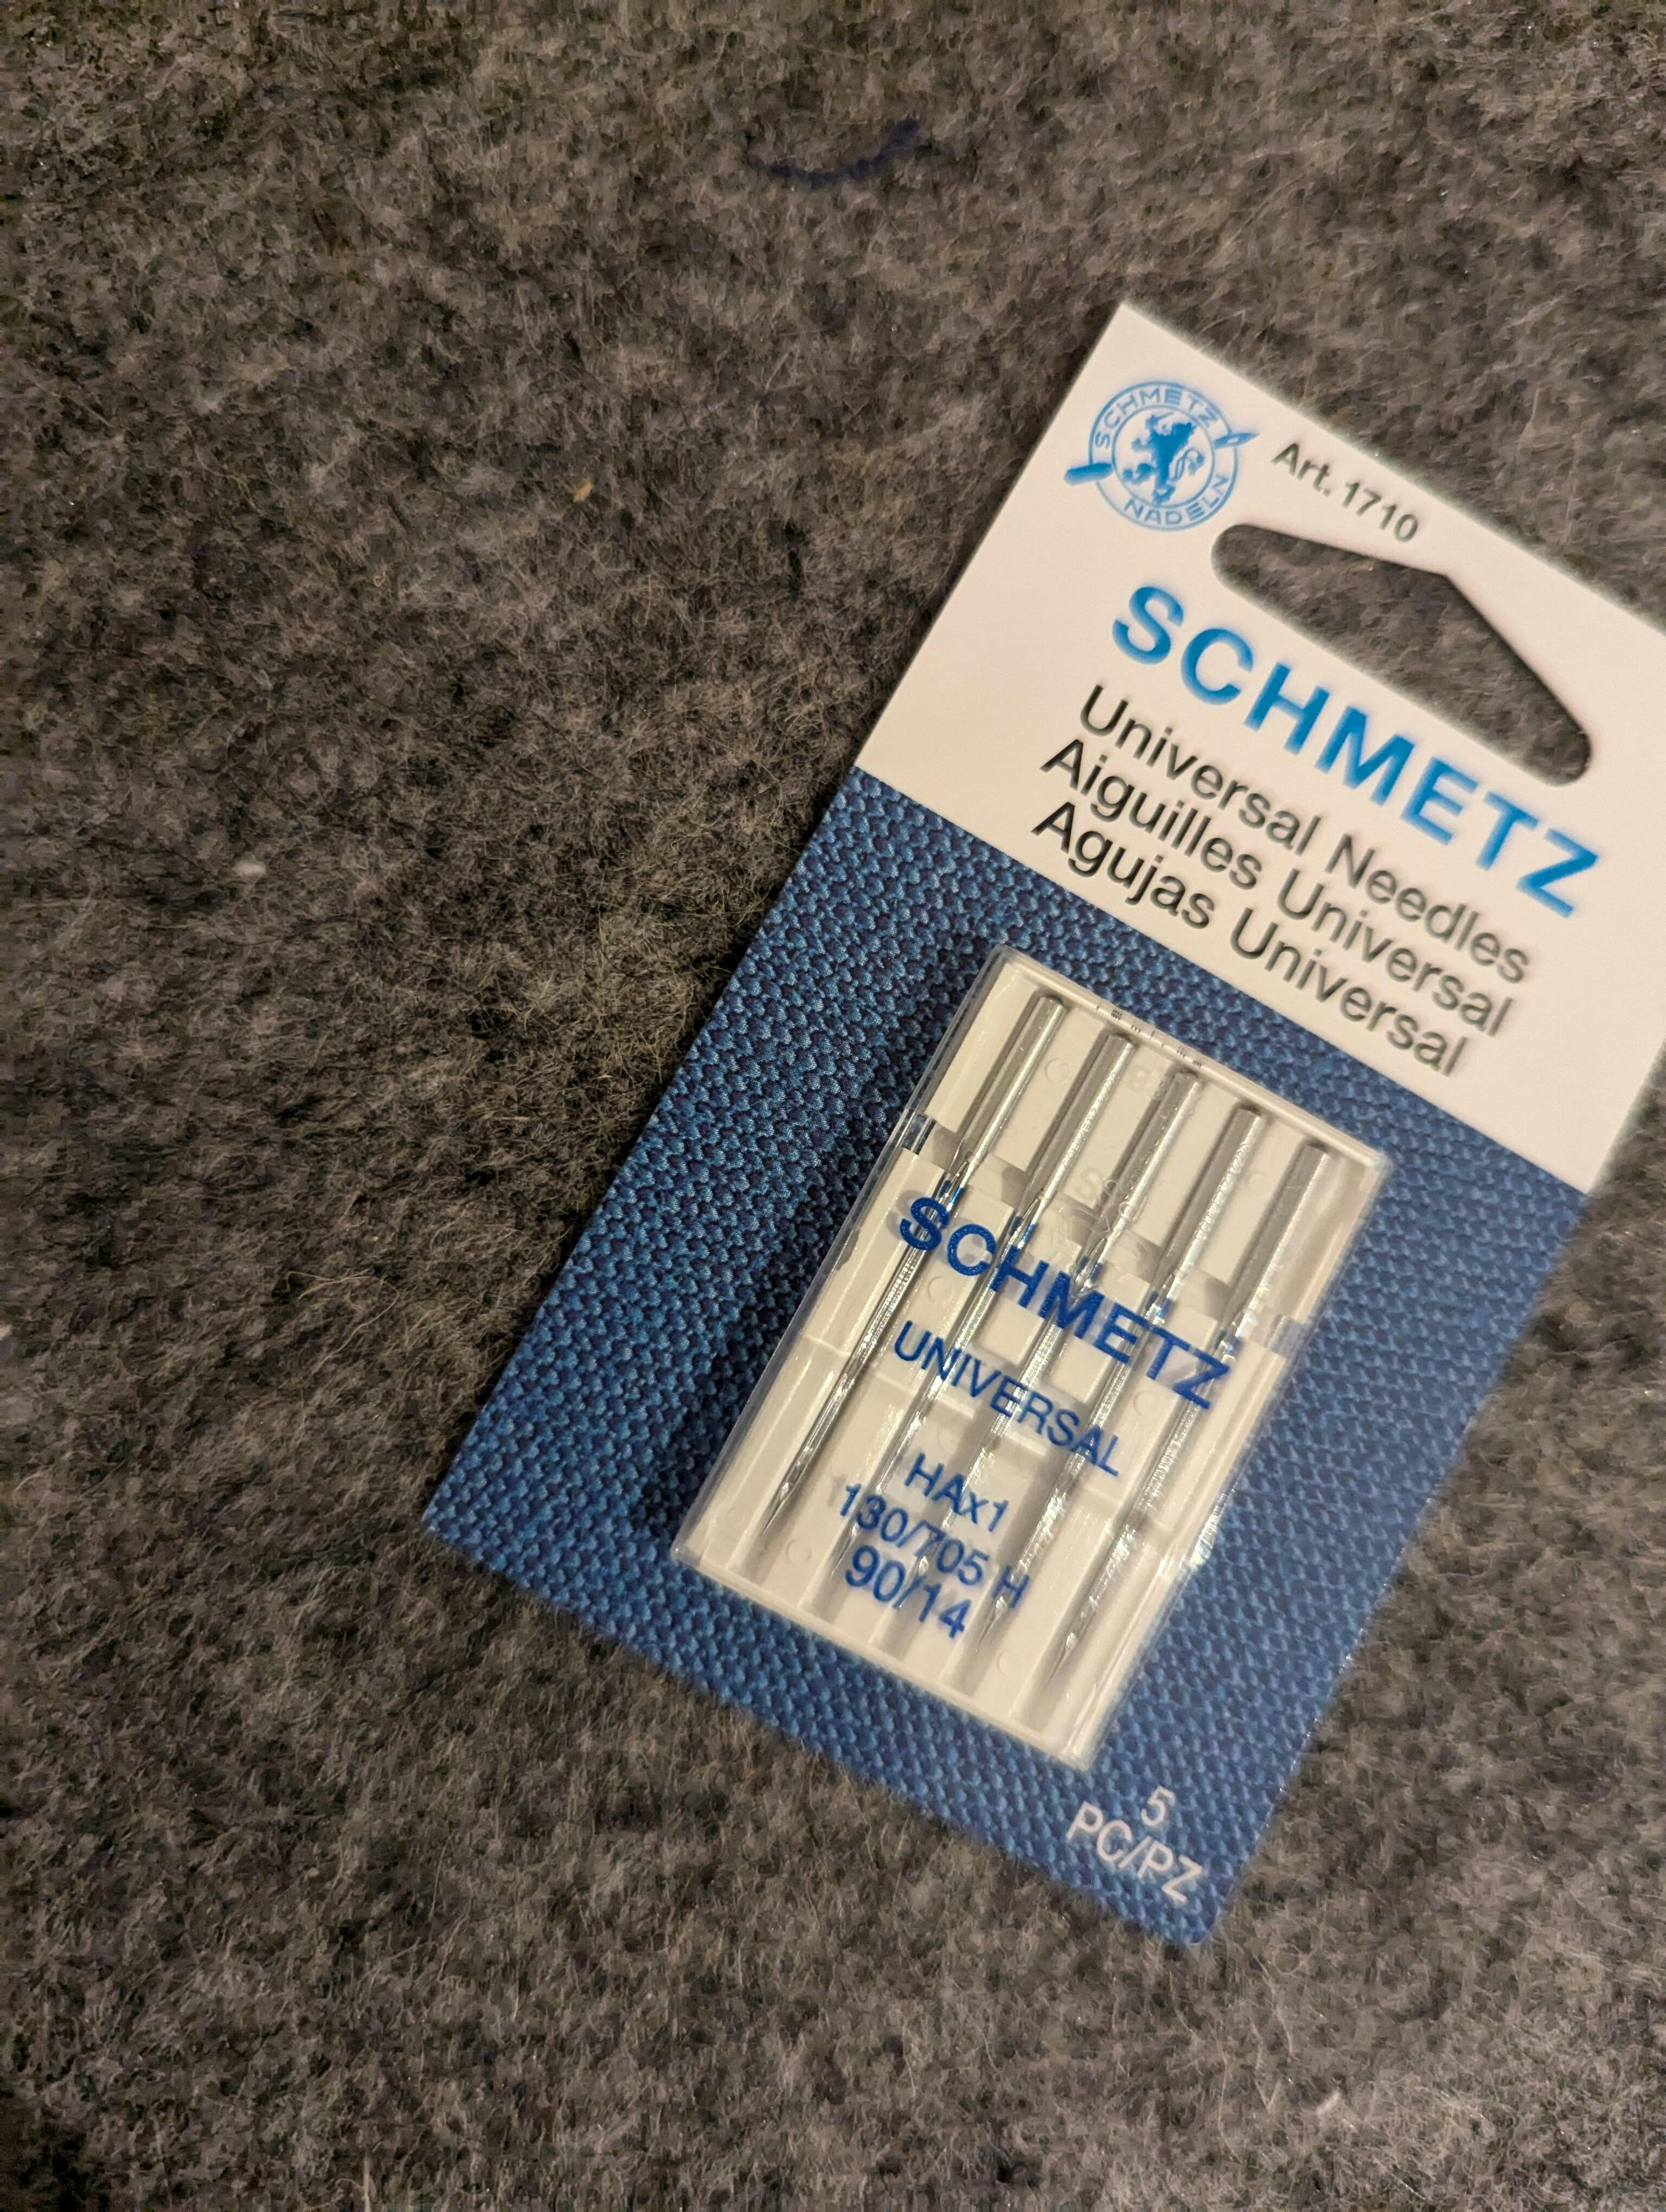 SCHMETZ
NADELN
Art. 1710
SCHMETZ
Universal Needles
Aiguilles Universal
Agujas Universal
SCHMETZ
UNIVERSAL
HAx1
130/705 H
90/14
5
PC/PZ